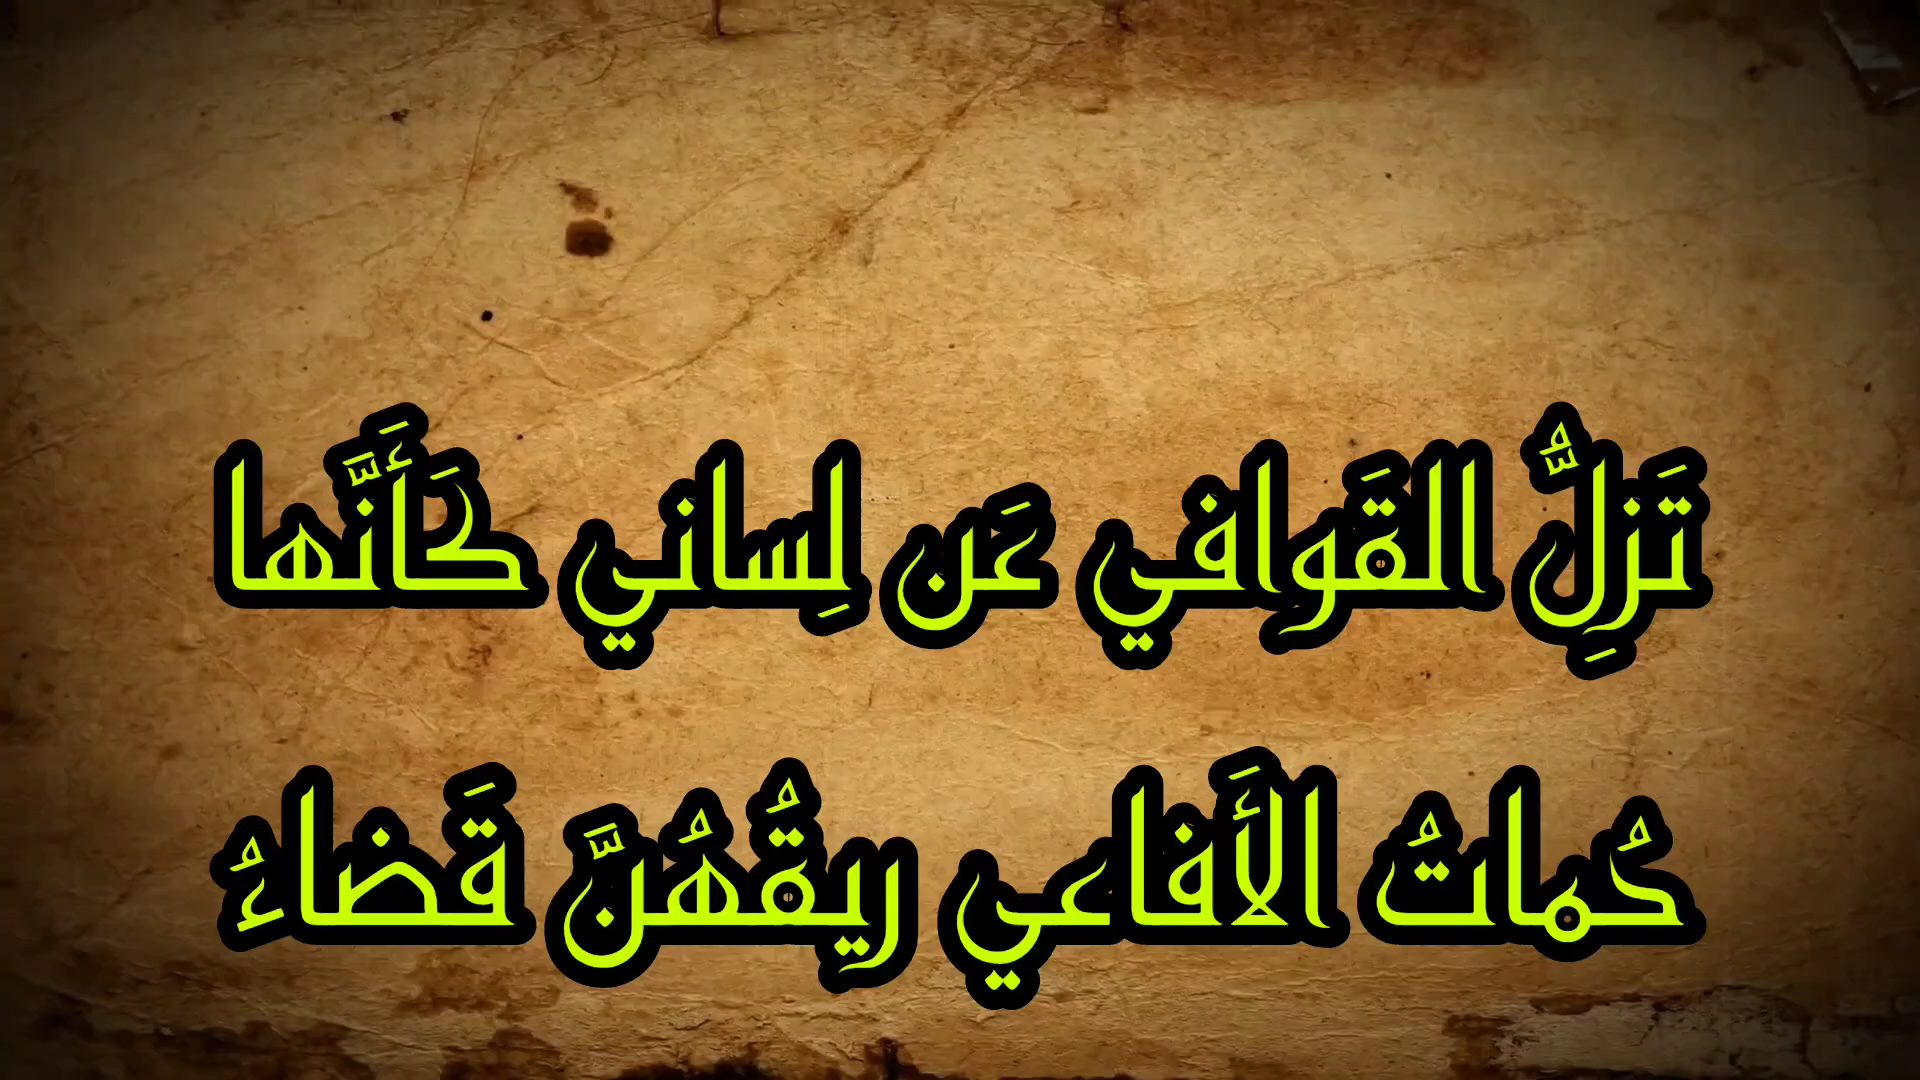 تَزِلُّ القَوافي عَن لِساني كَأَنَّها
حُماتُ الأَفاعي ريقُهُنَّ قَضاءُ